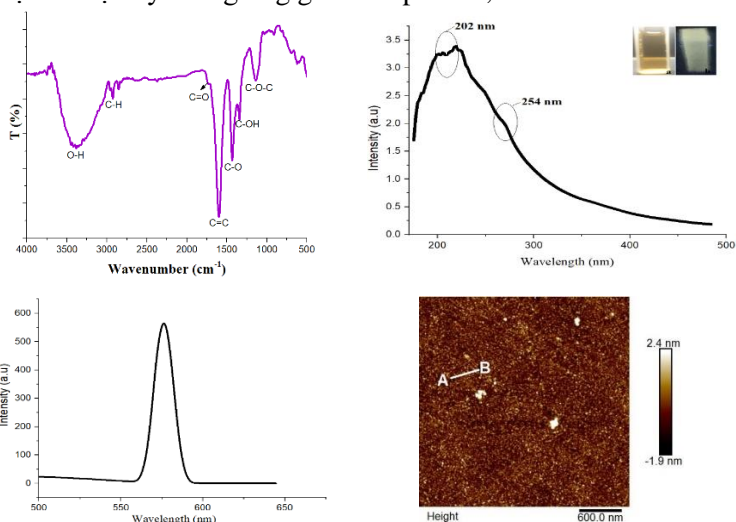 C=O
C-O-C
C-H
C-OH
O-H
C-O
C=C
T (%)
4000 3500 3000 2500 2000 1500 1000 500
Wavenumber (cm-1)
202 nm
254 nm
4.0
3.5
3.0
2.5
2.0
1.5
1.0
0.5
0.0
Intensity (a.u)
200 300 400 500
Wavelength (nm)
600
500
400
300
200
100
0
Intensity (a.u)
500 550 600 650
Wavelength (nm)
A B
2.4 nm
-1.9 nm
Height
600.0 nm